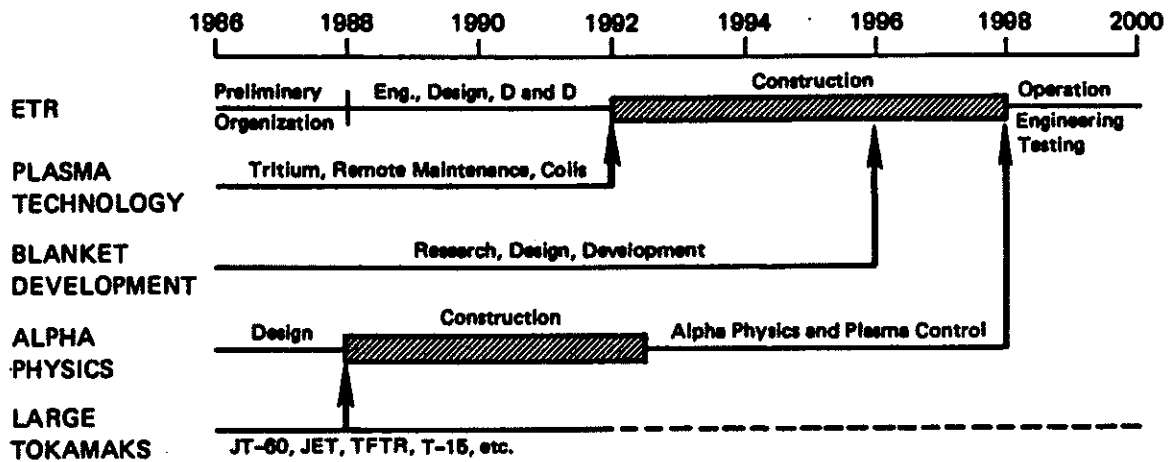 1986 1988 1990 1992 1994 1996 1998 2000
Construction
Preliminary Eng., Design, D and D Operation
ETR
Organization Engineering
Testing
PLASMA Tritium, Remote Maintenance, Coils
TECHNOLOGY
BLANKET Research, Design, Development
DEVELOPMENT
Design Construction Alpha Physics and Plasma Control
ALPHA
PHYSICS
LARGE
TOKAMAKS JT-60, JET, TFTR, T-15, etc.